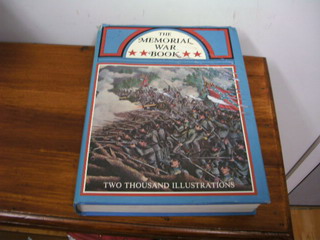 THE
MEMORIAL
WAR
BOOK
TWO THOUSAND ILLUSTRATIONS